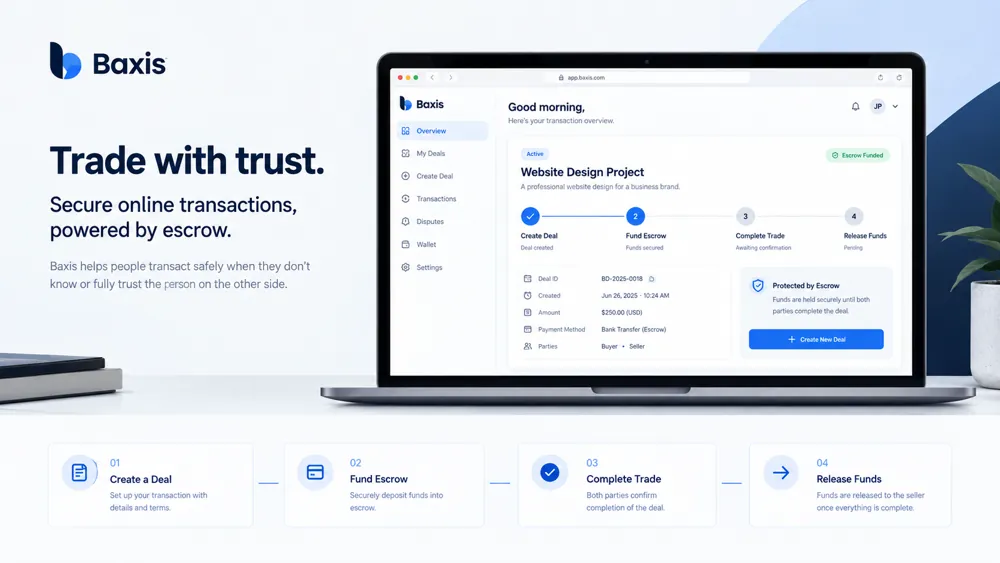 Baxis
Trade with trust.
Secure online transactions,
powered by escrow.
Baxis helps people transact safely when they don't
know or fully trust the person on the other side.
app.baxis.com
Baxis
Overview
My Deals
Create Deal
Transactions
Disputes
Wallet
Settings
Good morning,
Here's your transaction overview.
JP
Active
Escrow Funded
Website Design Project
A professional website design for a business brand.
2
3
4
Create Deal
Fund Escrow
Complete Trade
Release Funds
Deal created
Funds secured
Awaiting confirmation
Pending
Deal ID
BD-2025-0018
Created
Jun 26, 2025 · 10:24 AM
Amount
$250.00 (USD)
Payment Method
Bank Transfer (Escrow)
Parties
Buyer • Seller
Protected by Escrow
Funds are held securely until both
parties complete the deal.
+ Create New Deal
01
Create a Deal
Set up your transaction with
details and terms.
02
Fund Escrow
Securely deposit funds into
escrow.
03
Complete Trade
Both parties confirm
completion of the deal.
04
Release Funds
Funds are released to the seller
once everything is complete.